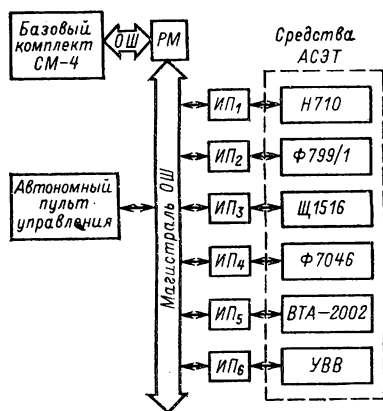 Базовый
комплект
СМ-4
ОШ
РМ
Средства
АСЭТ
Автономный
пульт
управления
Магистраль ОШ
ИП1
Н710
ИП2
Ф799/1
ИП3
Щ1516
ИП4
Ф7046
ИП5
ВТА-2002
ИП6
УВВ